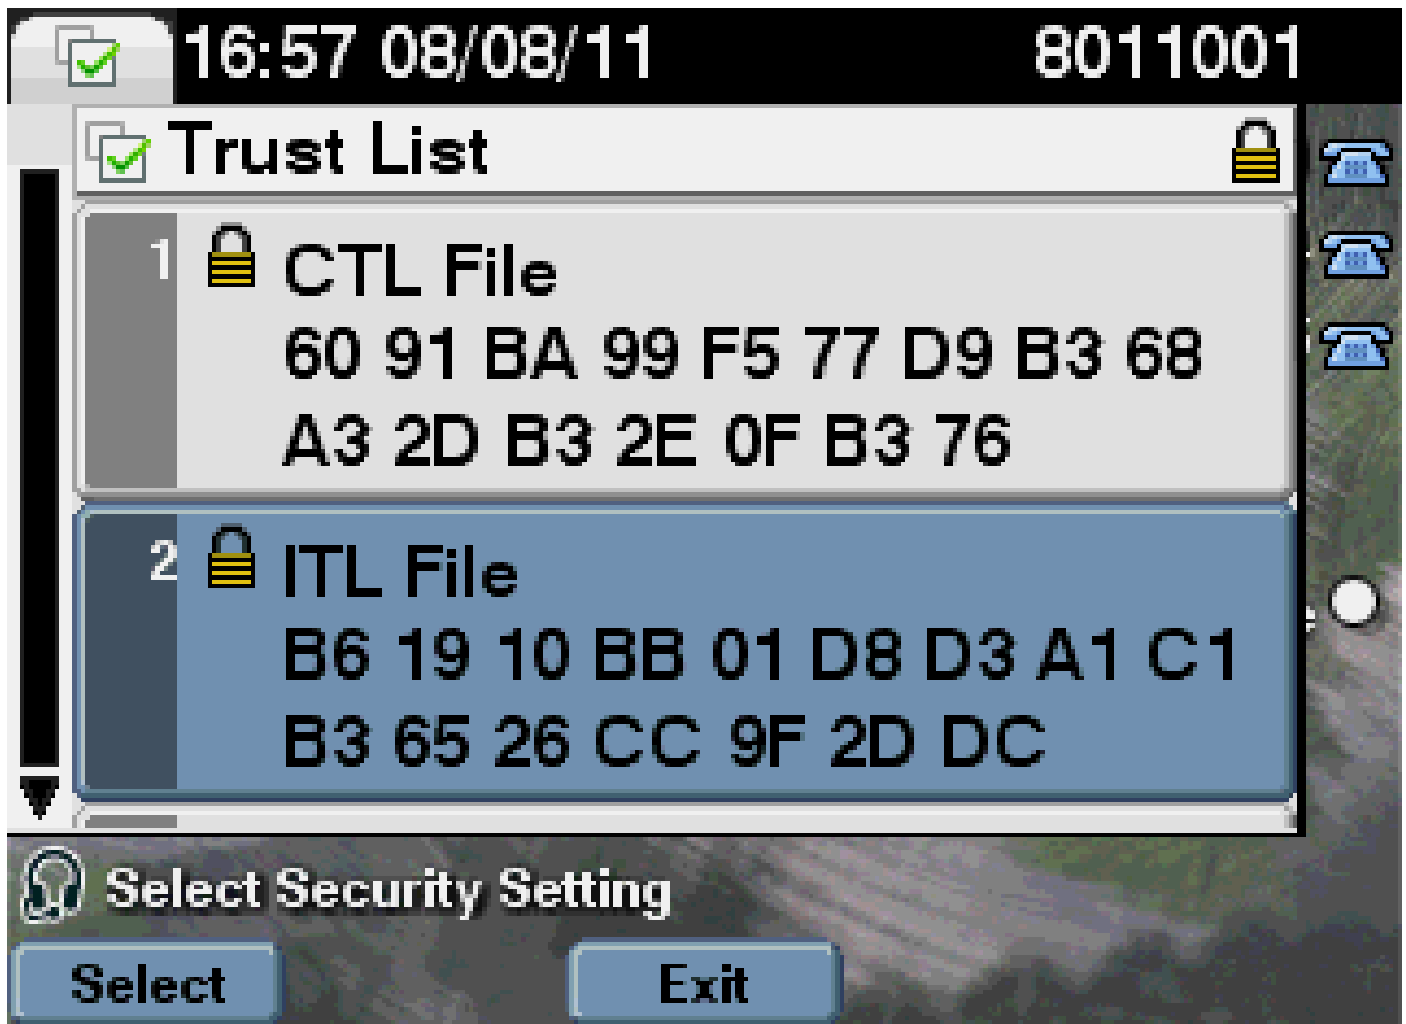 16:57 08/08/11 8011001
Trust List
1 CTL File
60 91 BA 99 F5 77 D9 B3 68
A3 2D B3 2E 0F B3 76
2 ITL File
B6 19 10 BB 01 D8 D3 A1 C1
B3 65 26 CC 9F 2D DC
Select Security Setting
Select Exit